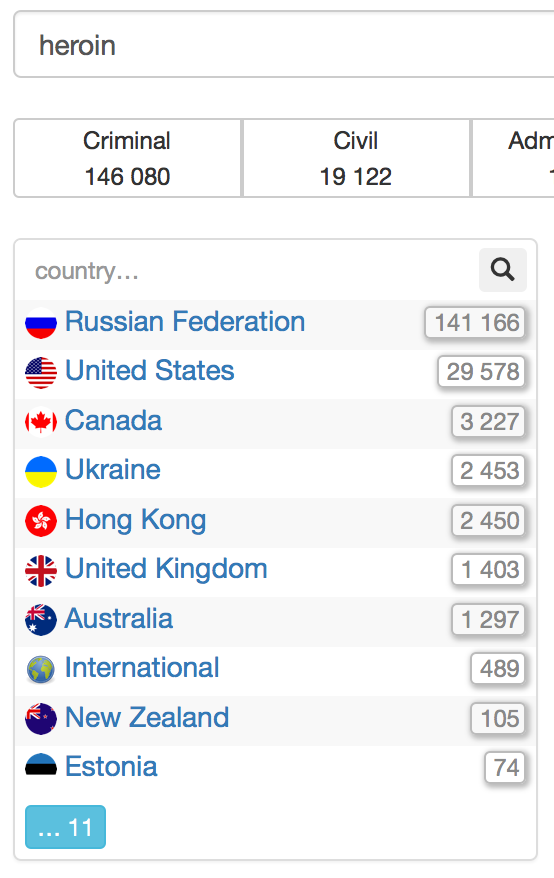 heroin
Criminal Civil Adm
146 080 19 122
country...
Russian Federation 141 166
United States 29 578
Canada 3 227
Ukraine 2 453
Hong Kong 2 450
United Kingdom 1 403
Australia 1 297
International 489
New Zealand 105
Estonia 74
... 11